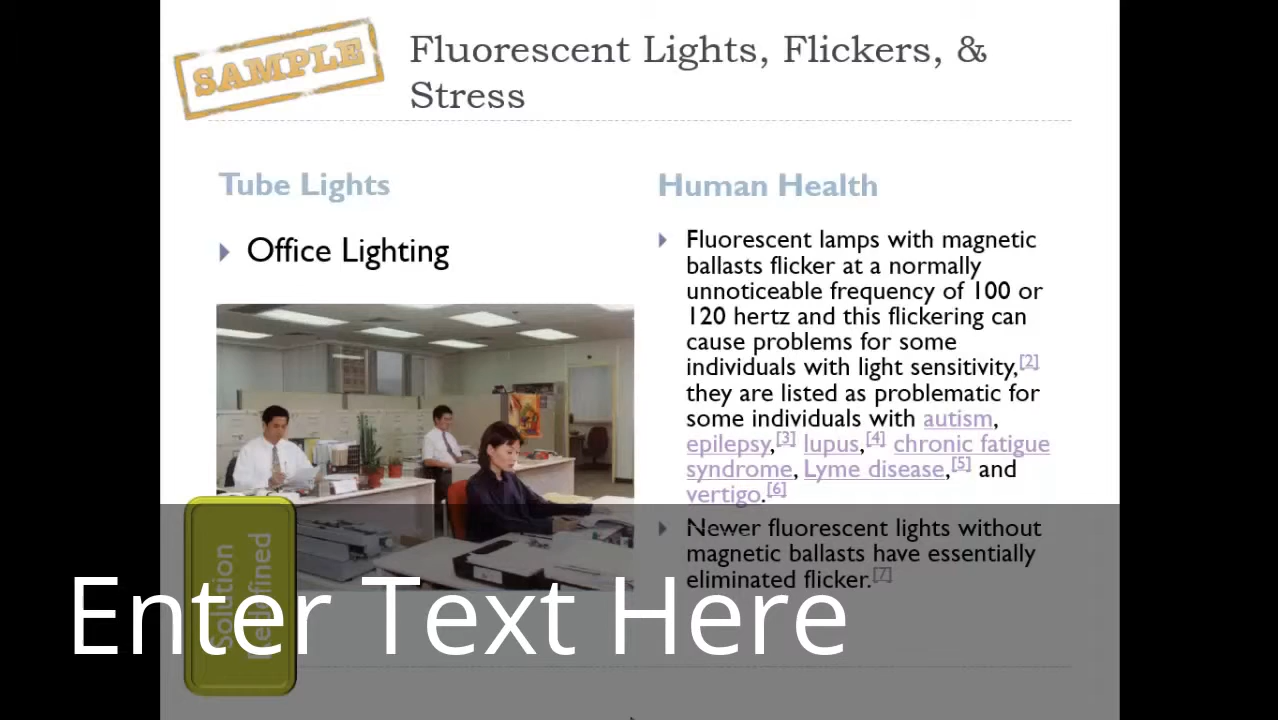 SAMPLE
Fluorescent Lights, Flickers, &
Stress
Tube Lights
Office Lighting
Human Health
Fluorescent lamps with magnetic
ballasts flicker at a normally
unnoticeable frequency of 100 or
120 hertz and this flickering can
cause problems for some
individuals with light sensitivity,[2]
they are listed as problematic for
some individuals with autism,
epilepsy,[3] lupus,[4] chronic fatigue
syndrome, Lyme disease,[5] and
vertigo.[6]
Newer fluorescent lights without
magnetic ballasts have essentially
eliminated flicker.[7]
Solution
Redefined
Enter Text Here